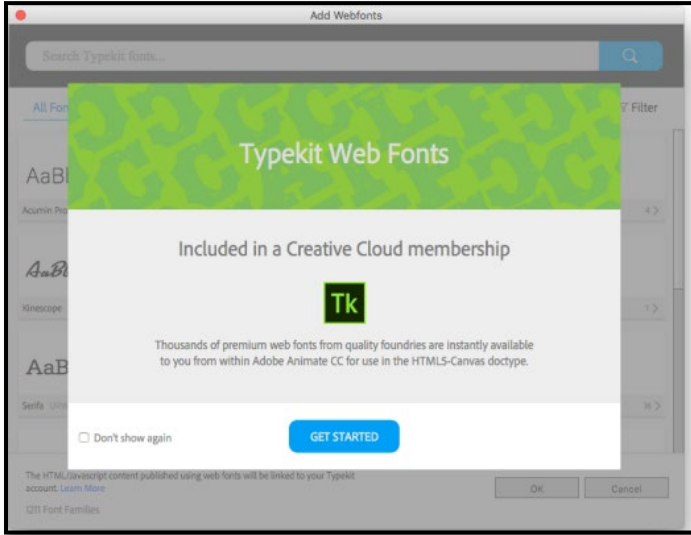 Add Webfonts
Search Typekit fonts...
All Fon
Filter
Typekit Web Fonts
AaBl
Acumin Pro
4 >
Included in a Creative Cloud membership
AaBl
Tk
Kinescope
1 >
Thousands of premium web fonts from quality foundries are instantly available
to you from within Adobe Animate CC for use in the HTML5-Canvas doctype.
AaB
Serifa
16 >
Don't show again
GET STARTED
The HTML/Javascript content published using web fonts will be linked to your Typekit
account. Learn More
OK
Cancel
1211 Font Families